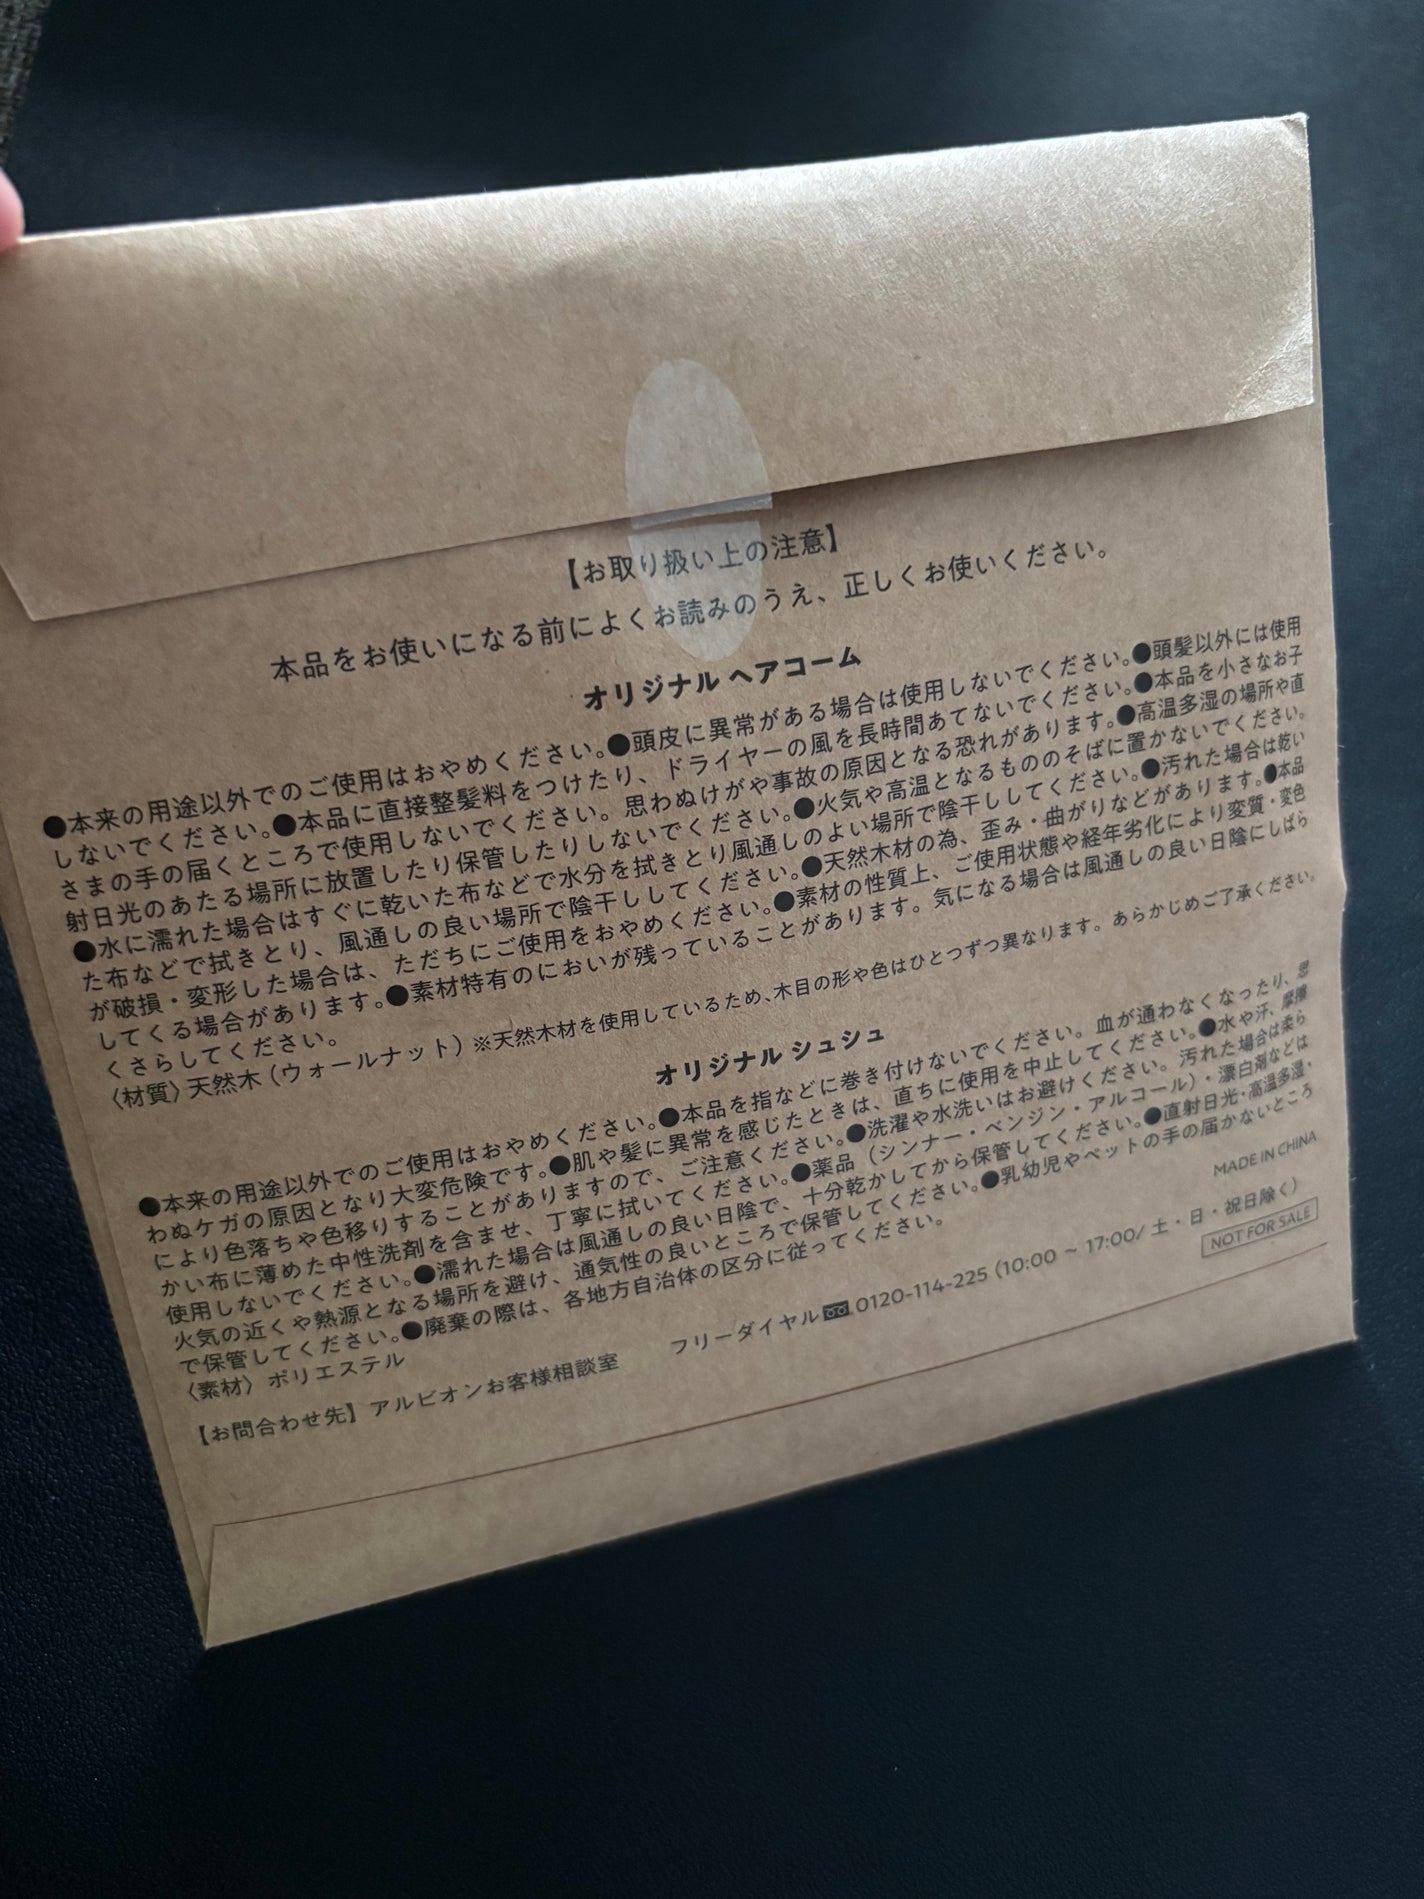 【お取り扱い上の注意】
本品をお使いになる前によくお読みのうえ、正しくお使いください。
オリジナル ヘアコーム
●本来の用途以外でのご使用はおやめください。●頭皮に異常がある場合は使用しないでください。●頭髪以外には使用
しないでください。●本品に直接整髪料をつけたり、ドライヤーの風を長時間あてないでください。●本品を小さなお子
さまの手の届くところで使用しないでください。思わぬけがや事故の原因となる恐れがあります。●高温多湿の場所や直
射日光のあたる場所に放置したり保管したりしないでください。●火気や高温となるもののそばに置かないでください。
●水に濡れた場合はすぐに乾いた布などで水分を拭きとり風通しのよい場所で陰干ししてください。●汚れた場合は乾い
た布などで拭きとり、風通しの良い場所で陰干ししてください。●天然木材の為、歪み・曲がりなどがあります。●本品
が破損・変形した場合は、ただちにご使用をおやめください。●素材の性質上、ご使用状態や経年劣化により変質・変色
してくる場合があります。●素材特有のにおいが残っていることがあります。気になる場合は風通しの良い日陰にしばら
くさらしてください。
〈材質〉天然木（ウォールナット）※天然木材を使用しているため、木目の形や色はひとつずつ異なります。あらかじめご了承ください。
オリジナル シュシュ
●本来の用途以外でのご使用はおやめください。●本品を指などに巻き付けないでください。血が通わなくなったり、思
わぬケガの原因となり大変危険です。●肌や髪に異常を感じたときは、直ちに使用を中止してください。●水や汗、摩擦
により色落ちや色移りすることがありますので、ご注意ください。●洗濯や水洗いはお避けください。汚れた場合は柔ら
かい布に薄めた中性洗剤を含ませ、丁寧に拭いてください。●薬品（シンナー・ベンジン・アルコール）・漂白剤などは
使用しないでください。●濡れた場合は風通しの良い日陰で、十分乾かしてから保管してください。●直射日光・高温多湿・
火気の近くや熱源となる場所を避け、通気性の良いところで保管してください。●乳幼児やペットの手の届かないところ
で保管してください。●廃棄の際は、各地方自治体の区分に従ってください。
〈素材〉ポリエステル
MADE IN CHINA
【お問合わせ先】アルビオンお客様相談室 フリーダイヤル 0120-114-225 (10:00 ~ 17:00/ 土・日・祝日除く)
NOT FOR SALE